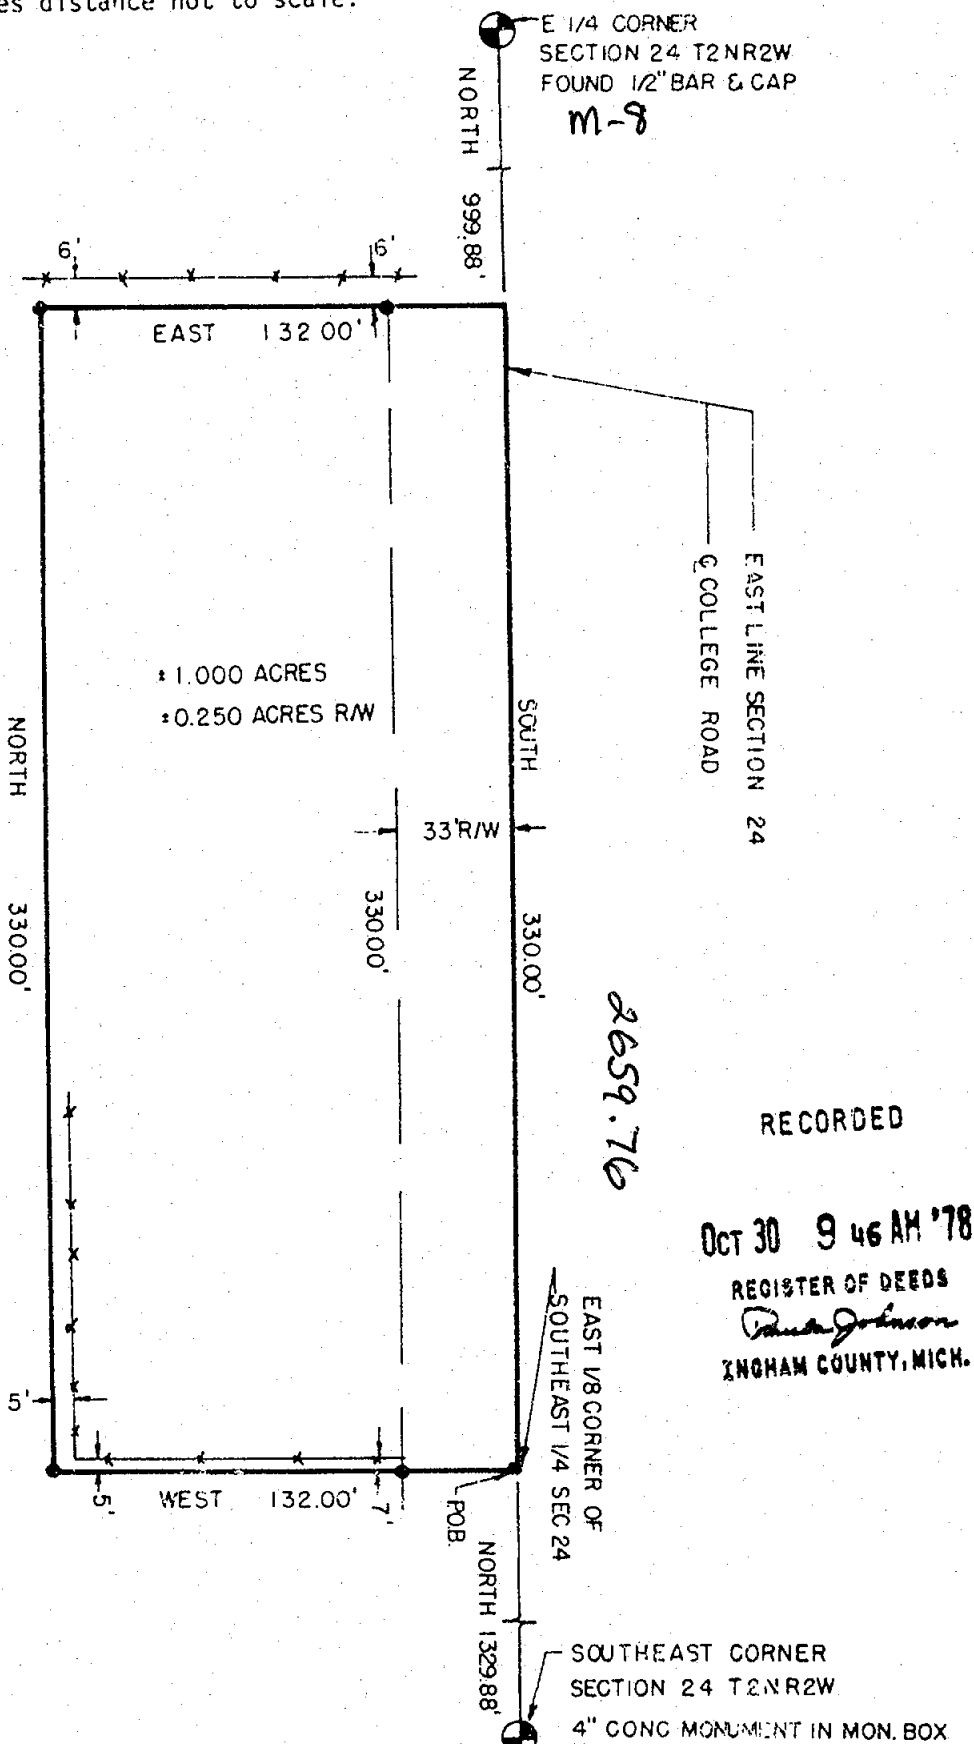 es distance not to scale.
E 1/4 CORNER
SECTION 24 T2NR2W
FOUND 1/2" BAR & CAP
M-8
NORTH 999.88'
6'
6'
EAST 132 00'
EAST LINE SECTION 24
℄ COLLEGE ROAD
± 1.000 ACRES
± 0.250 ACRES R/W
NORTH 330.00'
SOUTH 330.00'
33' R/W
330.00'
2659.76
RECORDED
OCT 30 9 46 AM '78
REGISTER OF DEEDS
Johnson
INGHAM COUNTY, MICH.
EAST 1/8 CORNER OF
SOUTHEAST 1/4 SEC 24
5'
5'
WEST 132.00'
7'
P.O.B.
NORTH 1329.88'
SOUTHEAST CORNER
SECTION 24 T2NR2W
4" CONC MONUMENT IN MON. BOX